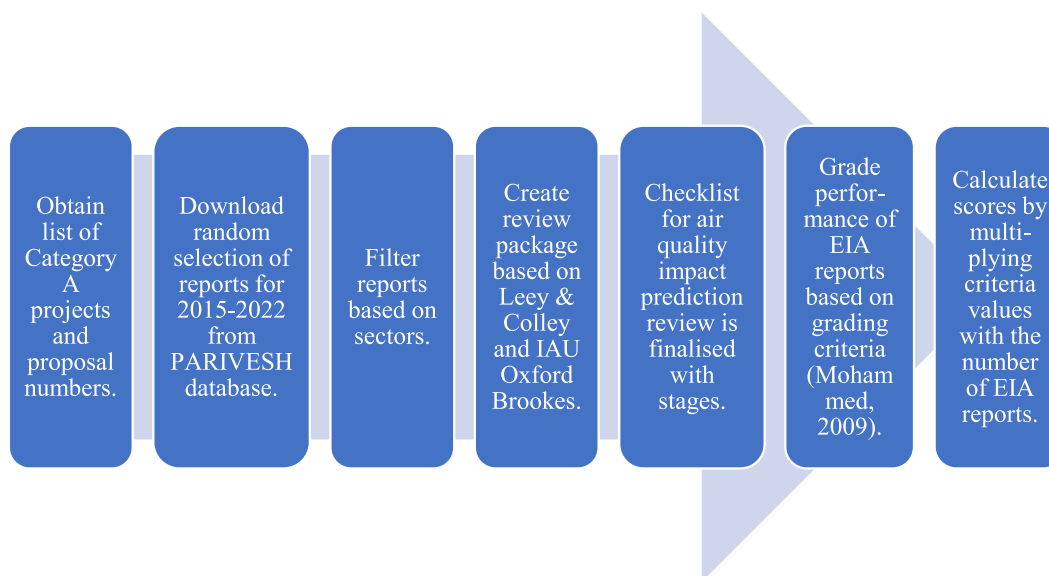 Obtain
list of
Category
A
projects
and
proposal
numbers.
Download
random
selection of
reports for
2015-2022
from
PARIVESH
database.
Filter
reports
based on
sectors.
Create
review
package
based on
Leey &
Colley
and IAU
Oxford
Brookes.
Checklist
for air
quality
impact
prediction
review is
finalised
with
stages.
Grade
perfor-
mance of
EIA
reports
based on
grading
criteria
(Moham
med,
2009).
Calculate
scores by
multi-
plying
criteria
values
with the
number
of EIA
reports.